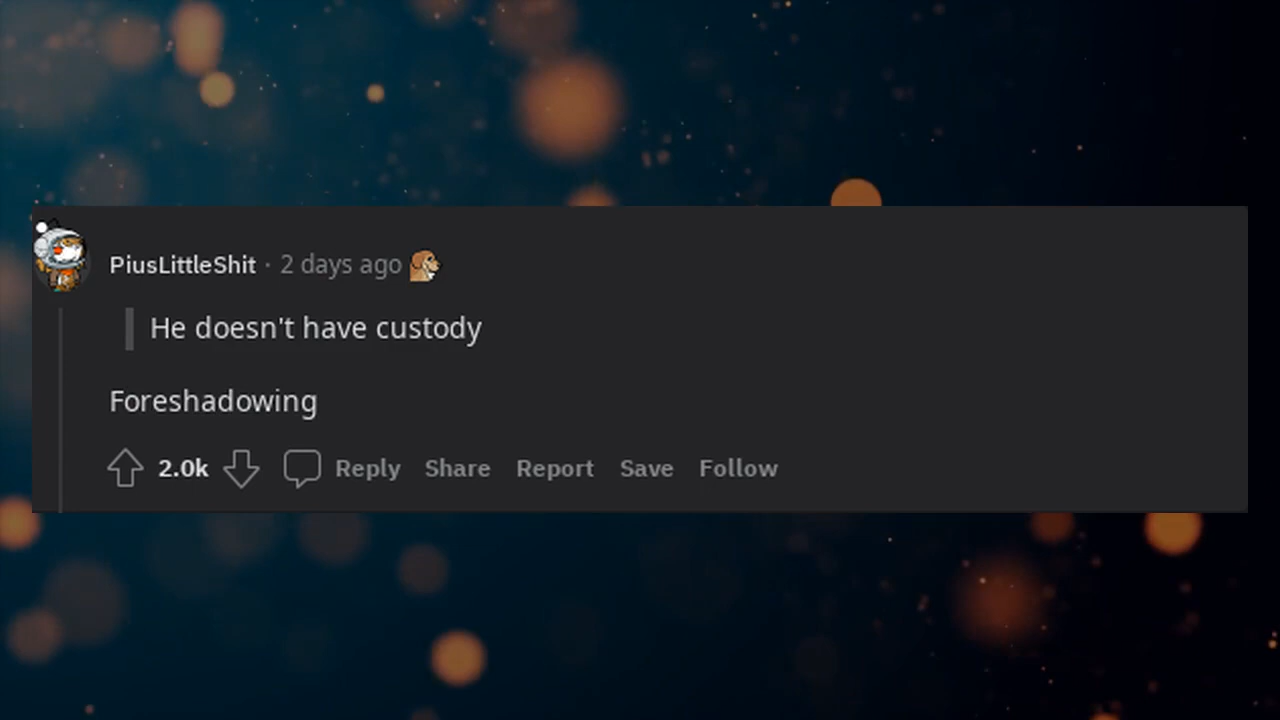 PiusLittleShit · 2 days ago
He doesn't have custody
Foreshadowing
2.0k Reply Share Report Save Follow